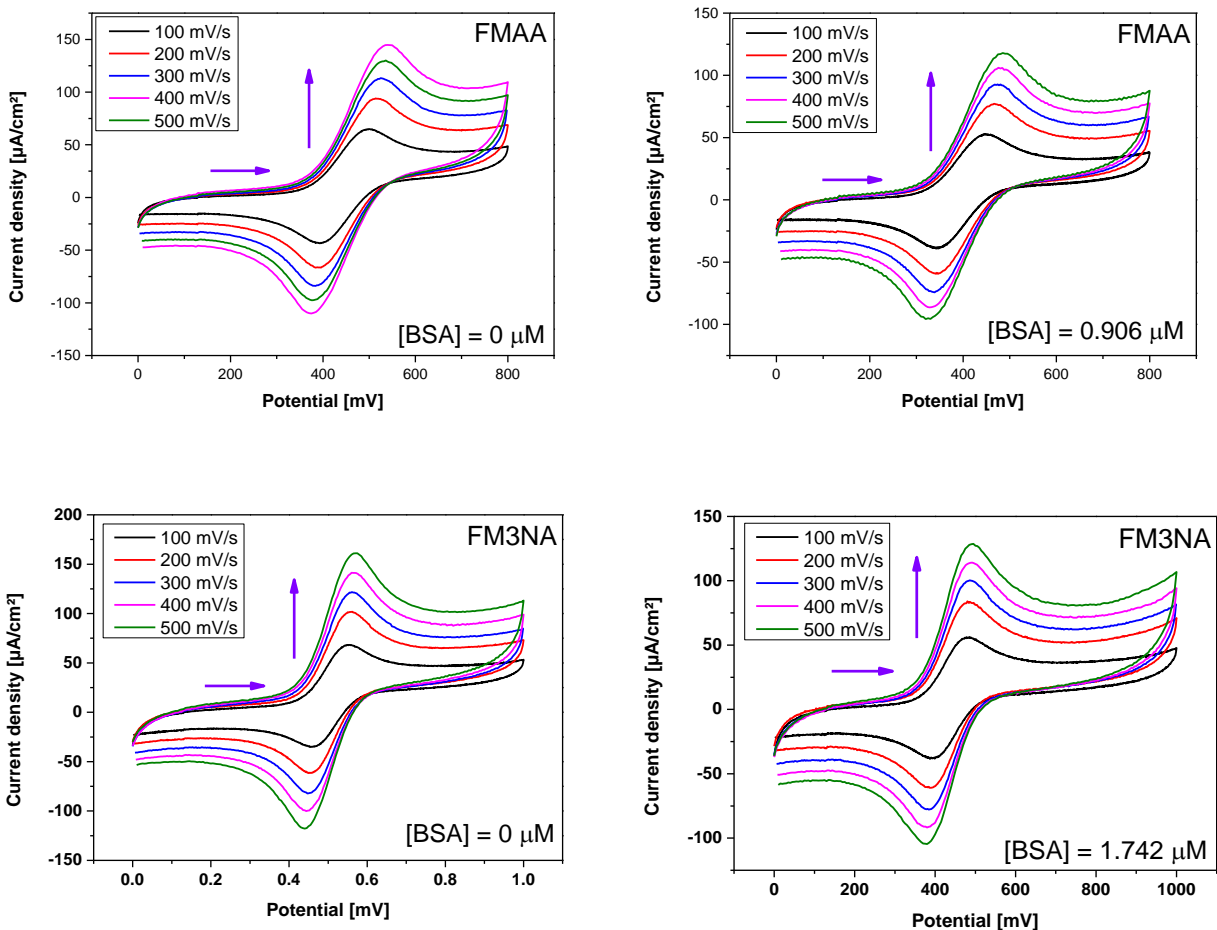 FMAA
100 mV/s
200 mV/s
300 mV/s
400 mV/s
500 mV/s
150
100
50
0
-50
-100
-150
Current density [µA/cm²]
[BSA] = 0 µM
0
200
400
600
800
Potential [mV]
FMAA
100 mV/s
200 mV/s
300 mV/s
400 mV/s
500 mV/s
150
100
50
0
-50
-100
Current density [µA/cm²]
[BSA] = 0.906 µM
0
200
400
600
800
Potential [mV]
FM3NA
100 mV/s
200 mV/s
300 mV/s
400 mV/s
500 mV/s
200
150
100
50
0
-50
-100
-150
Current density [µA/cm²]
[BSA] = 0 µM
0.0
0.2
0.4
0.6
0.8
1.0
Potential [mV]
FM3NA
100 mV/s
200 mV/s
300 mV/s
400 mV/s
500 mV/s
150
100
50
0
-50
-100
Current density [µA/cm²]
[BSA] = 1.742 µM
0
200
400
600
800
1000
Potential [mV]